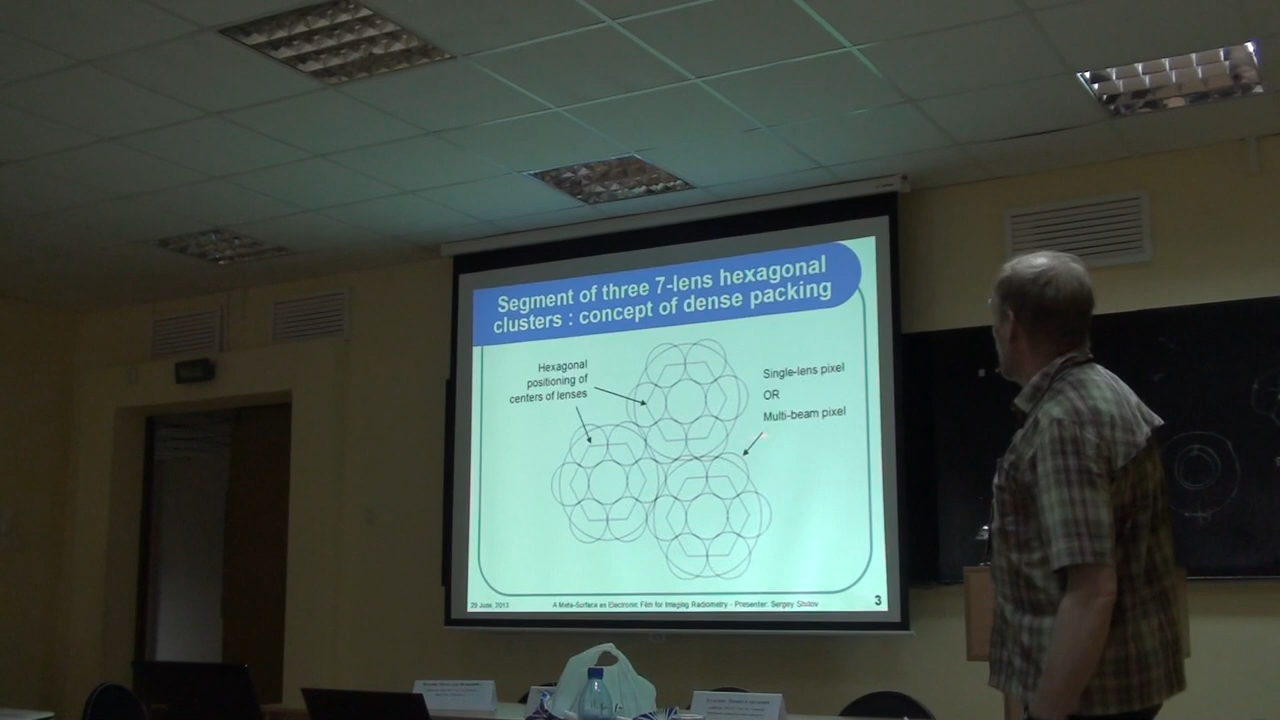 Segment of three 7-lens hexagonal
clusters : concept of dense packing
Hexagonal
positioning of
centers of lenses
Single-lens pixel
OR
Multi-beam pixel
29 June, 2013
A Meta-Surface as Electronic Film for Imaging Radiometry - Presenter: Sergey Shitov
3